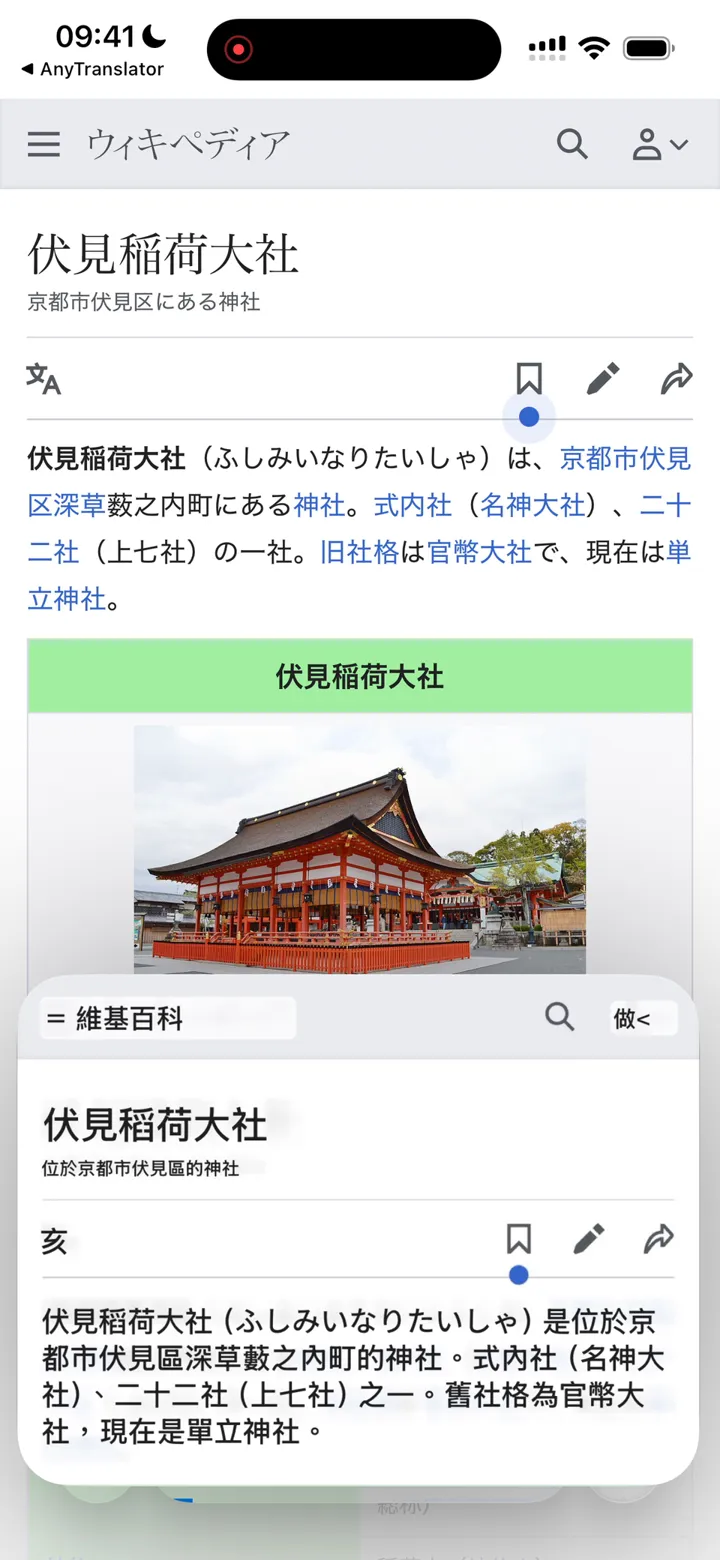 09:41
◀ AnyTranslator
ウィキペディア
伏見稲荷大社
京都市伏見区にある神社
文A
伏見稲荷大社（ふしみいなりたいしゃ）は、京都市伏見
区深草薮之内町にある神社。式内社（名神大社）、二十
二社（上七社）の一社。旧社格は官幣大社で、現在は単
立神社。
伏見稲荷大社
= 維基百科
做<
伏見稻荷大社
位於京都市伏見區的神社
亥
伏見稻荷大社（ふしみいなりたいしゃ）是位於京
都市伏見區深草藪之內町的神社。式內社（名神大
社）、二十二社（上七社）之一。舊社格為官幣大
社，現在是單立神社。
総称）